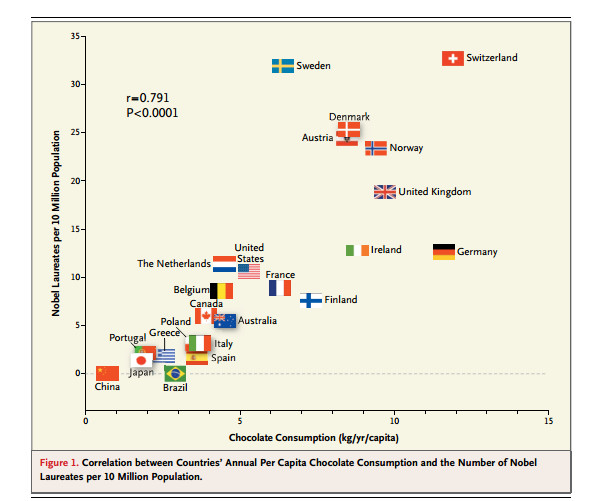 35
Switzerland
Sweden
30
r=0.791
P<0.0001
Denmark
25
Austria
Norway
20
United Kingdom
15
United
States
Ireland
Germany
The Netherlands
10
France
Belgium
Finland
Canada
5
Poland
Australia
Portugal
Greece
Italy
Spain
Japan
0
China
Brazil
0
5
10
15
Nobel Laureates per 10 Million Population
Chocolate Consumption (kg/yr/capita)
Figure 1. Correlation between Countries' Annual Per Capita Chocolate Consumption and the Number of Nobel
Laureates per 10 Million Population.